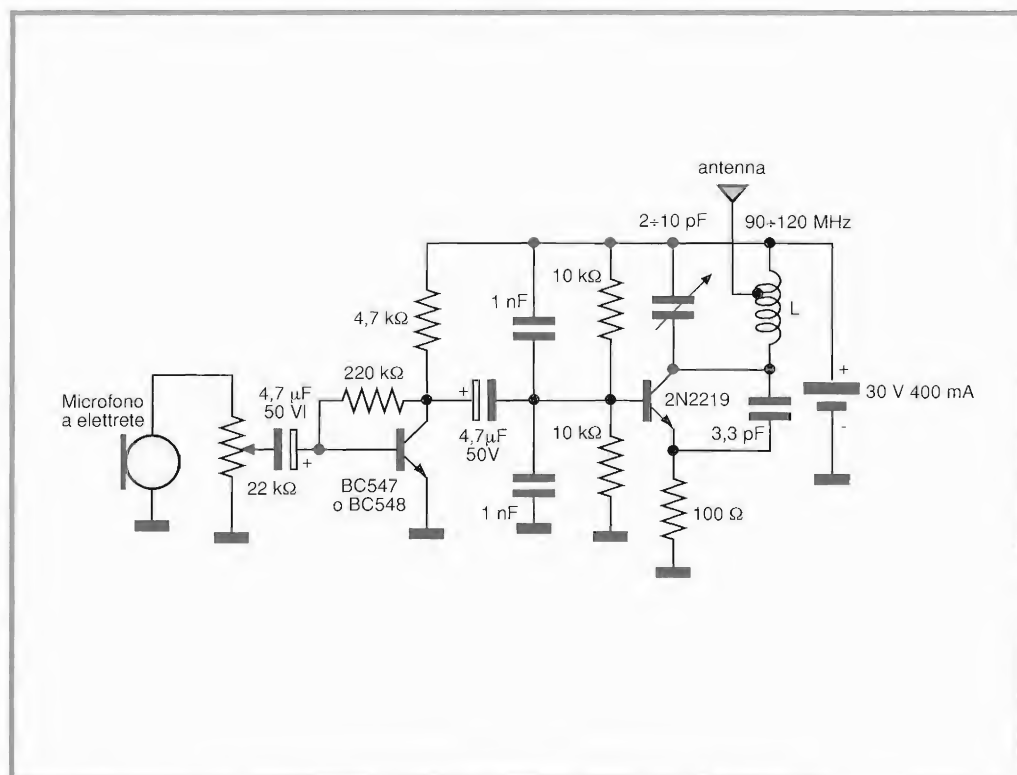 antenna
2÷10 pF
90÷120 MHz
10 kΩ
1 nF
4,7 kΩ
L
220 kΩ
+
Microfono
a elettrete
4,7 µF
50 Vl
+
+
4,7µF
50V
2N2219
30 V 400 mA
-
3,3 pF
10 kΩ
22 kΩ
BC547
o BC548
1 nF
100 Ω